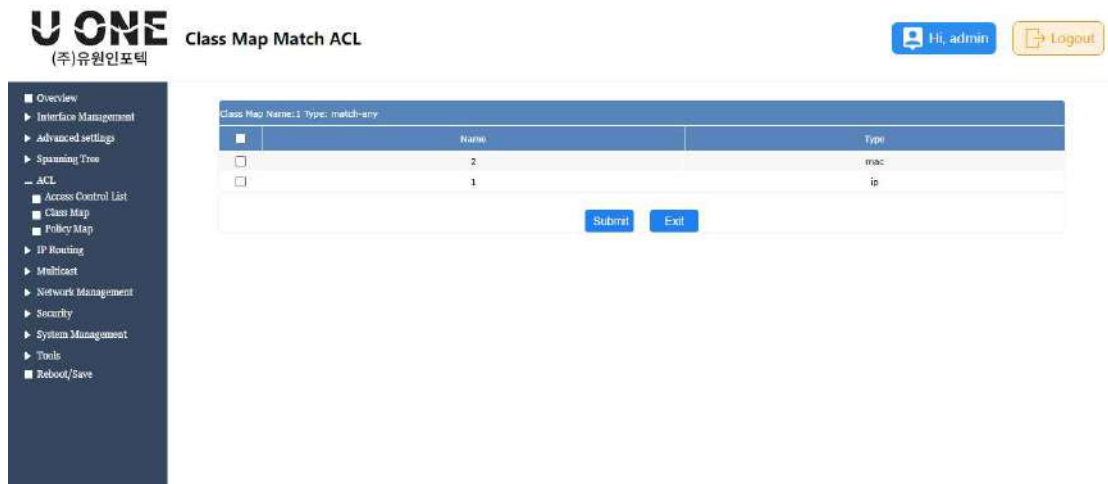 U ONE
(주)유원인포텍
Class Map Match ACL
Hi, admin
Logout
Overview
Interface Management
Advanced settings
Spanning Tree
ACL
Access Control List
Class Map
Policy Map
IP Routing
Multicast
Network Management
Security
System Management
Tools
Reboot/Save
Class Map Name:1 Type: match-any
Name Type
2 mac
1 ip
Submit Exit